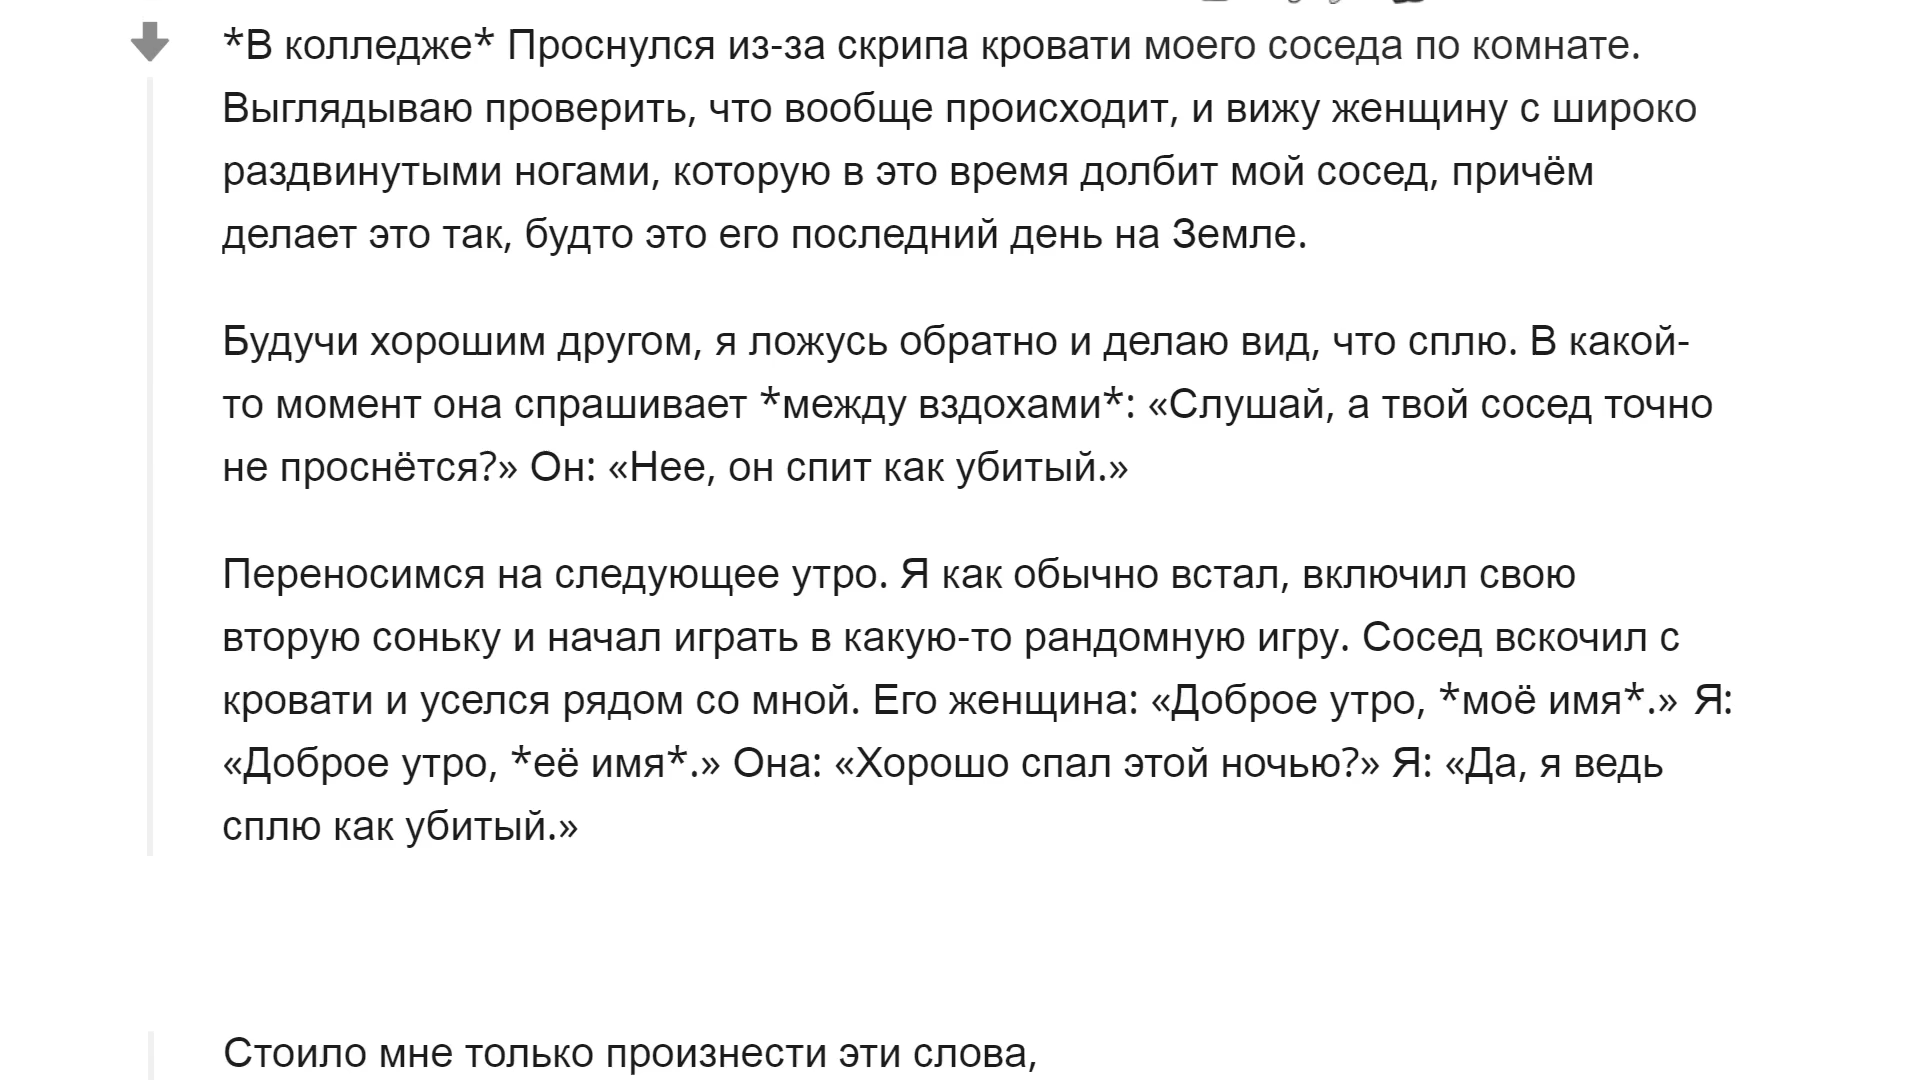 *В колледже* Проснулся из-за скрипа кровати моего соседа по комнате.
Выглядываю проверить, что вообще происходит, и вижу женщину с широко
раздвинутыми ногами, которую в это время долбит мой сосед, причём
делает это так, будто это его последний день на Земле.
Будучи хорошим другом, я ложусь обратно и делаю вид, что сплю. В какой-
то момент она спрашивает *между вздохами*: «Слушай, а твой сосед точно
не проснётся?» Он: «Нее, он спит как убитый.»
Переносимся на следующее утро. Я как обычно встал, включил свою
вторую соньку и начал играть в какую-то рандомную игру. Сосед вскочил с
кровати и уселся рядом со мной. Его женщина: «Доброе утро, *моё имя*.» Я:
«Доброе утро, *её имя*.» Она: «Хорошо спал этой ночью?» Я: «Да, я ведь
сплю как убитый.»
Стоило мне только произнести эти слова,